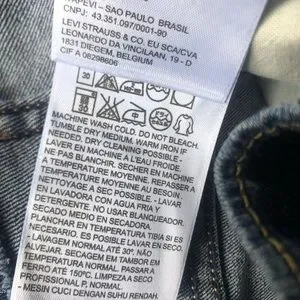 TAPEVI - SAO PAULO BRASIL
CNPJ: 43.351.097/0001-90
LEVI STRAUSS & CO. EU SCA/CVA
LEONARDO DA VINCILAAN, 19 - D
1831 DIEGEM, BELGIUM
CIF A 0829B606
30
MACHINE WASH COLD. DO NOT BLEACH.
TUMBLE DRY MEDIUM. WARM IRON IF
NEEDED. DRY CLEANING POSSIBLE -
LAVER EN MACHINE A L'EAU FROIDE.
NE PAS BLANCHIR. SECHER EN MACHINE
A TEMPERATURE MOYENNE. REPASSER A
TEMPERATURE MOYENNE AU BESOIN.
NETTOYAGE A SEC POSSIBLE -
LAVADORA CON AGUA FRIA Y
DETERGENTE. NO USAR BLANQUEADOR.
SECADO MEDIO EN SECADORA.
PLANCHAR EN TEMPERATURA TIBIA SI ES
NECESARIO. ES POSIBLE LAVAR EN SECO.
- LAVAGEM NORMAL ATÉ 30º. NÃO
ALVEJAR. SECAGEM EM TAMBOR EM
TEMPERATURA NORMAL. PASSAR A
FERRO ATÉ 150ºC. LIMPEZA A SECO
PROFISSIONAL
- MESIN CUCI DENGAN SUHU RENDAH